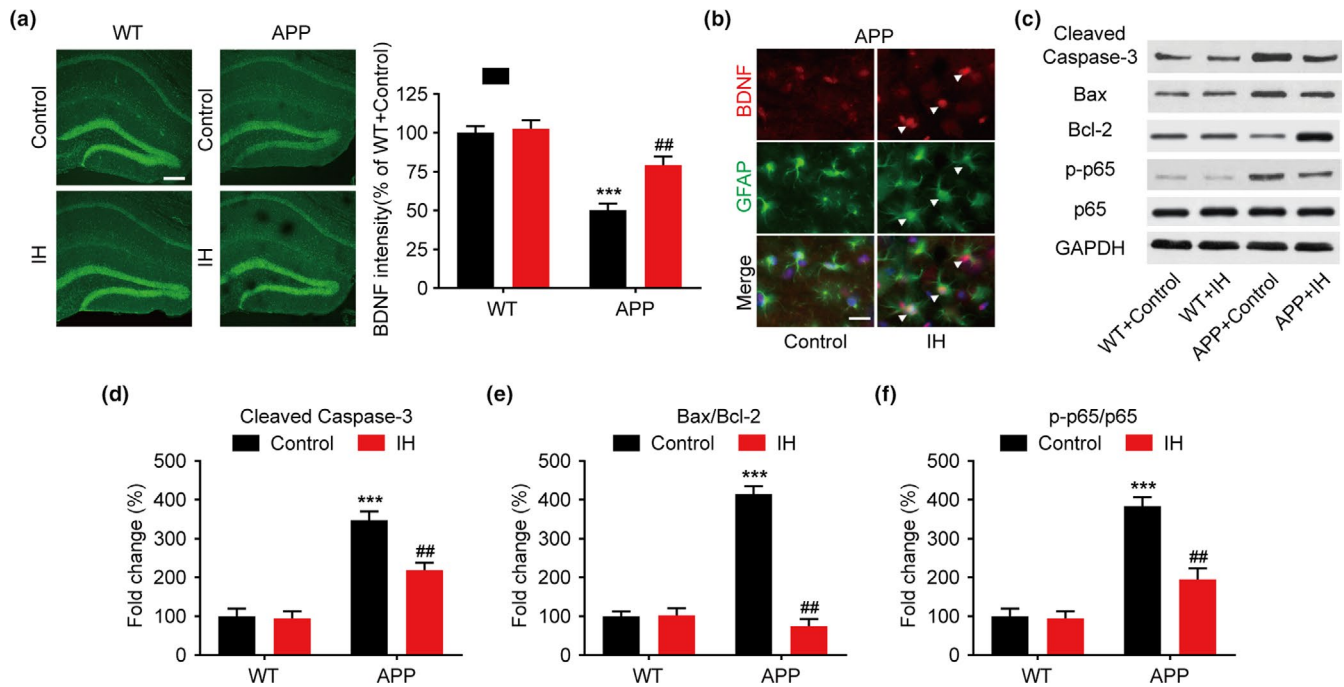 (a)
WT
APP
Control
IH
Control
IH
BDNF intensity(% of WT+Control)
125
100
75
50
25
0
***
##
WT
APP
(b)
APP
BDNF
GFAP
Merge
Control
IH
(c)
Cleaved
Caspase-3
Bax
Bcl-2
p-p65
p65
GAPDH
WT+Control
WT+IH
APP+Control
APP+IH
(d)
Cleaved Caspase-3
Control
IH
Fold change (%)
500
400
300
200
100
0
***
##
WT
APP
(e)
Bax/Bcl-2
Control
IH
Fold change (%)
500
400
300
200
100
0
***
##
WT
APP
(f)
p-p65/p65
Control
IH
Fold change (%)
500
400
300
200
100
0
***
##
WT
APP